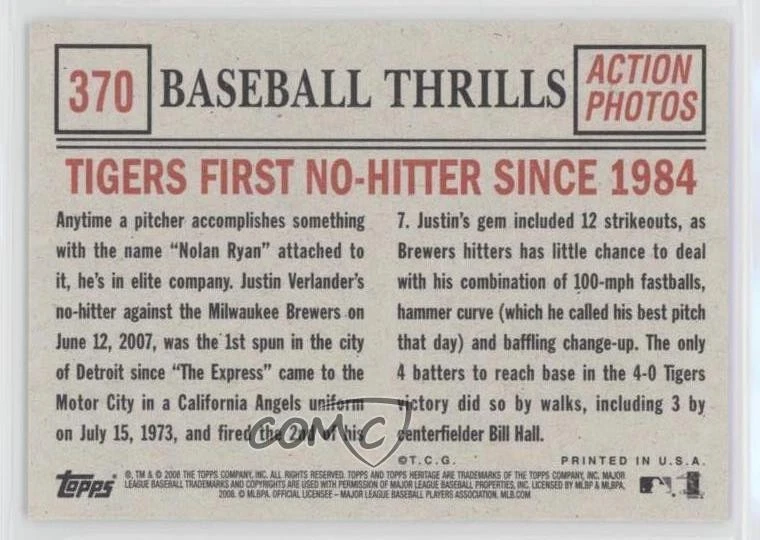 370
BASEBALL THRILLS
ACTION
PHOTOS
TIGERS FIRST NO-HITTER SINCE 1984
Anytime a pitcher accomplishes something
with the name “Nolan Ryan” attached to
it, he's in elite company. Justin Verlander's
no-hitter against the Milwaukee Brewers on
June 12, 2007, was the 1st spun in the city
of Detroit since “The Express” came to the
Motor City in a California Angels uniform
on July 15, 1973, and fired the 2nd of his
7. Justin's gem included 12 strikeouts, as
Brewers hitters has little chance to deal
with his combination of 100-mph fastballs,
hammer curve (which he called his best pitch
that day) and baffling change-up. The only
4 batters to reach base in the 4-0 Tigers
victory did so by walks, including 3 by
centerfielder Bill Hall.
COMC
©T.C.G. PRINTED IN U.S.A.
Topps
®, TM & © 2008 THE TOPPS COMPANY, INC. ALL RIGHTS RESERVED. TOPPS AND TOPPS HERITAGE ARE TRADEMARKS OF THE TOPPS COMPANY, INC. MAJOR
LEAGUE BASEBALL TRADEMARKS AND COPYRIGHTS ARE USED WITH PERMISSION OF MAJOR LEAGUE BASEBALL PROPERTIES, INC. LICENSED BY MLBP & MLBPA,
2008. © MLBPA. OFFICIAL LICENSEE – MAJOR LEAGUE BASEBALL PLAYERS ASSOCIATION. MLB.COM